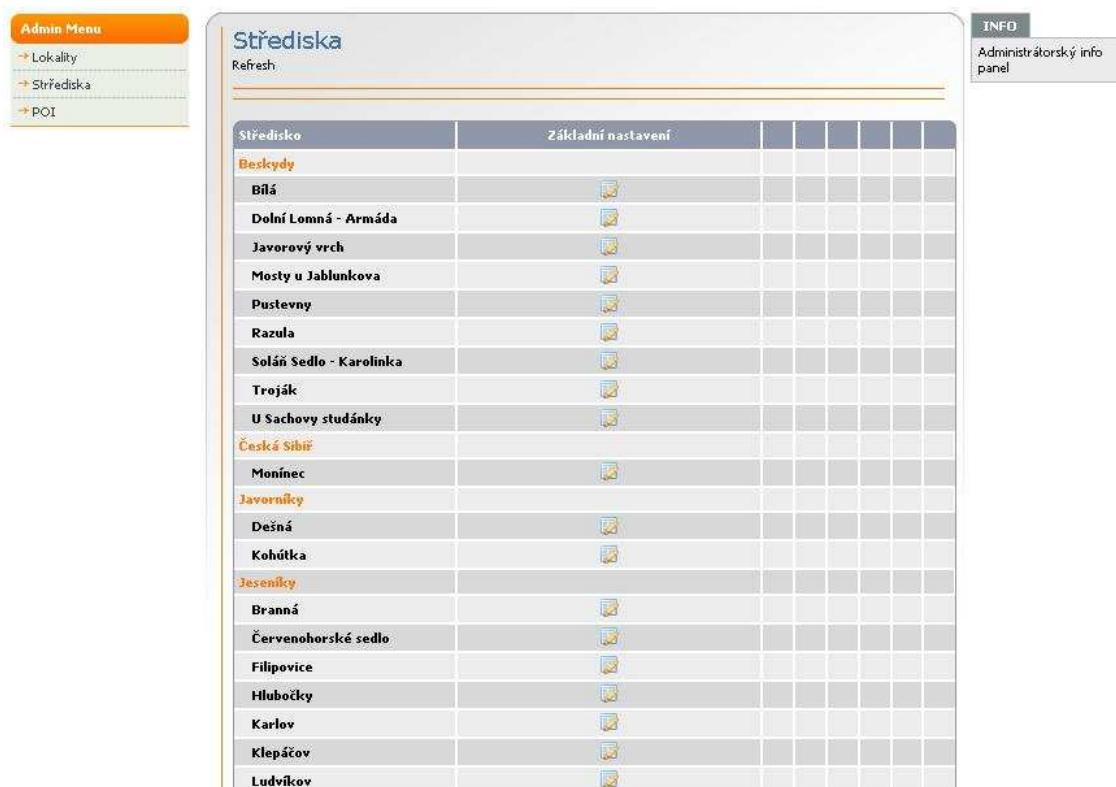 Admin Menu
Lokality
Strřediska
POI
Střediska
Refresh
INFO
Administrátorský info
panel
Středisko Základní nastavení
Beskydy
Bílá
Dolní Lomná - Armáda
Javorový vrch
Mosty u Jablunkova
Pustevny
Razula
Soláň Sedlo - Karolinka
Troják
U Sachovy studánky
Česká Sibiř
Monínec
Javorníky
Dešná
Kohútka
Jeseníky
Branná
Červenohorské sedlo
Filipovice
Hlubočky
Karlov
Klepáčov
Ludvíkov